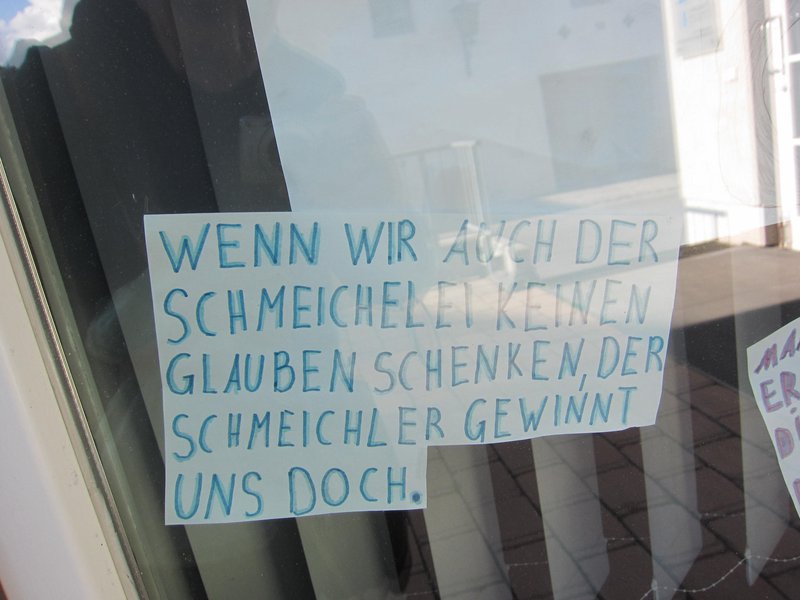 WENN WIR AUCH DER
SCHMEICHELEI KEINEN
GLAUBEN SCHENKEN, DER
SCHMEICHLER GEWINNT
UNS DOCH.